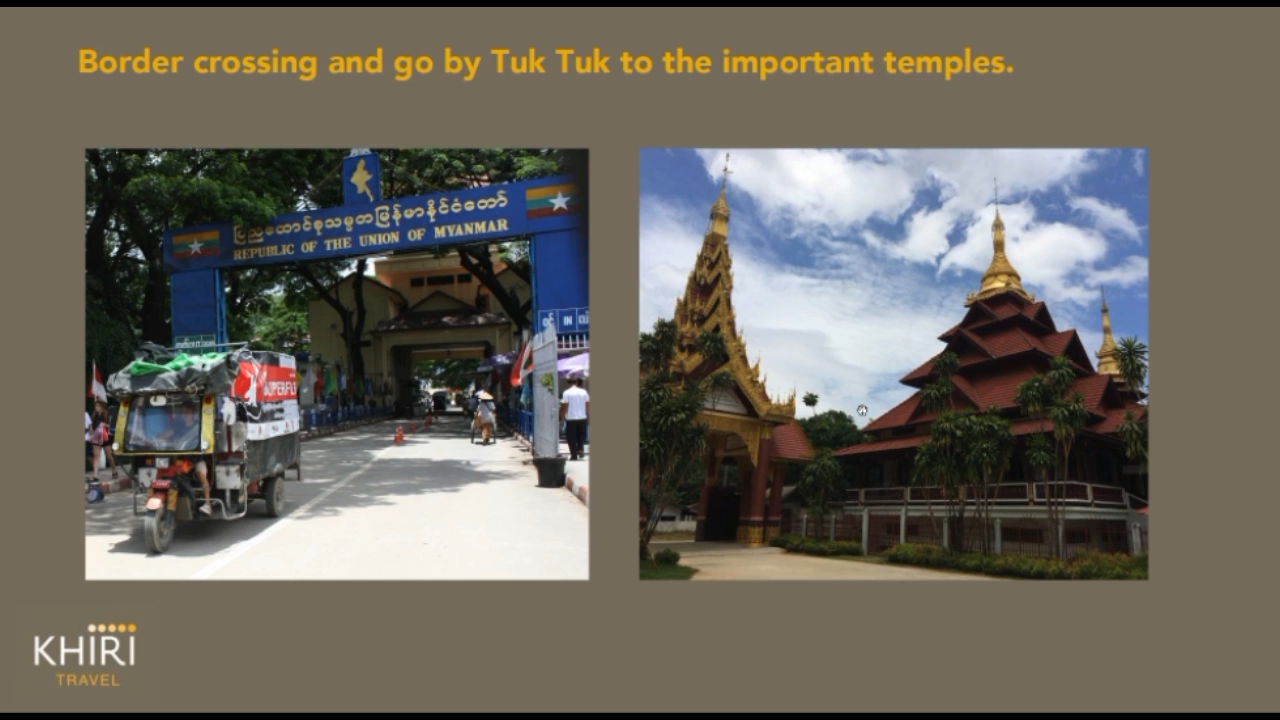 Border crossing and go by Tuk Tuk to the important temples.
ပြည်ထောင်စုသမ္မတမြန်မာနိုင်ငံတော်
REPUBLIC OF THE UNION OF MYANMAR
IN
KHIRI
TRAVEL